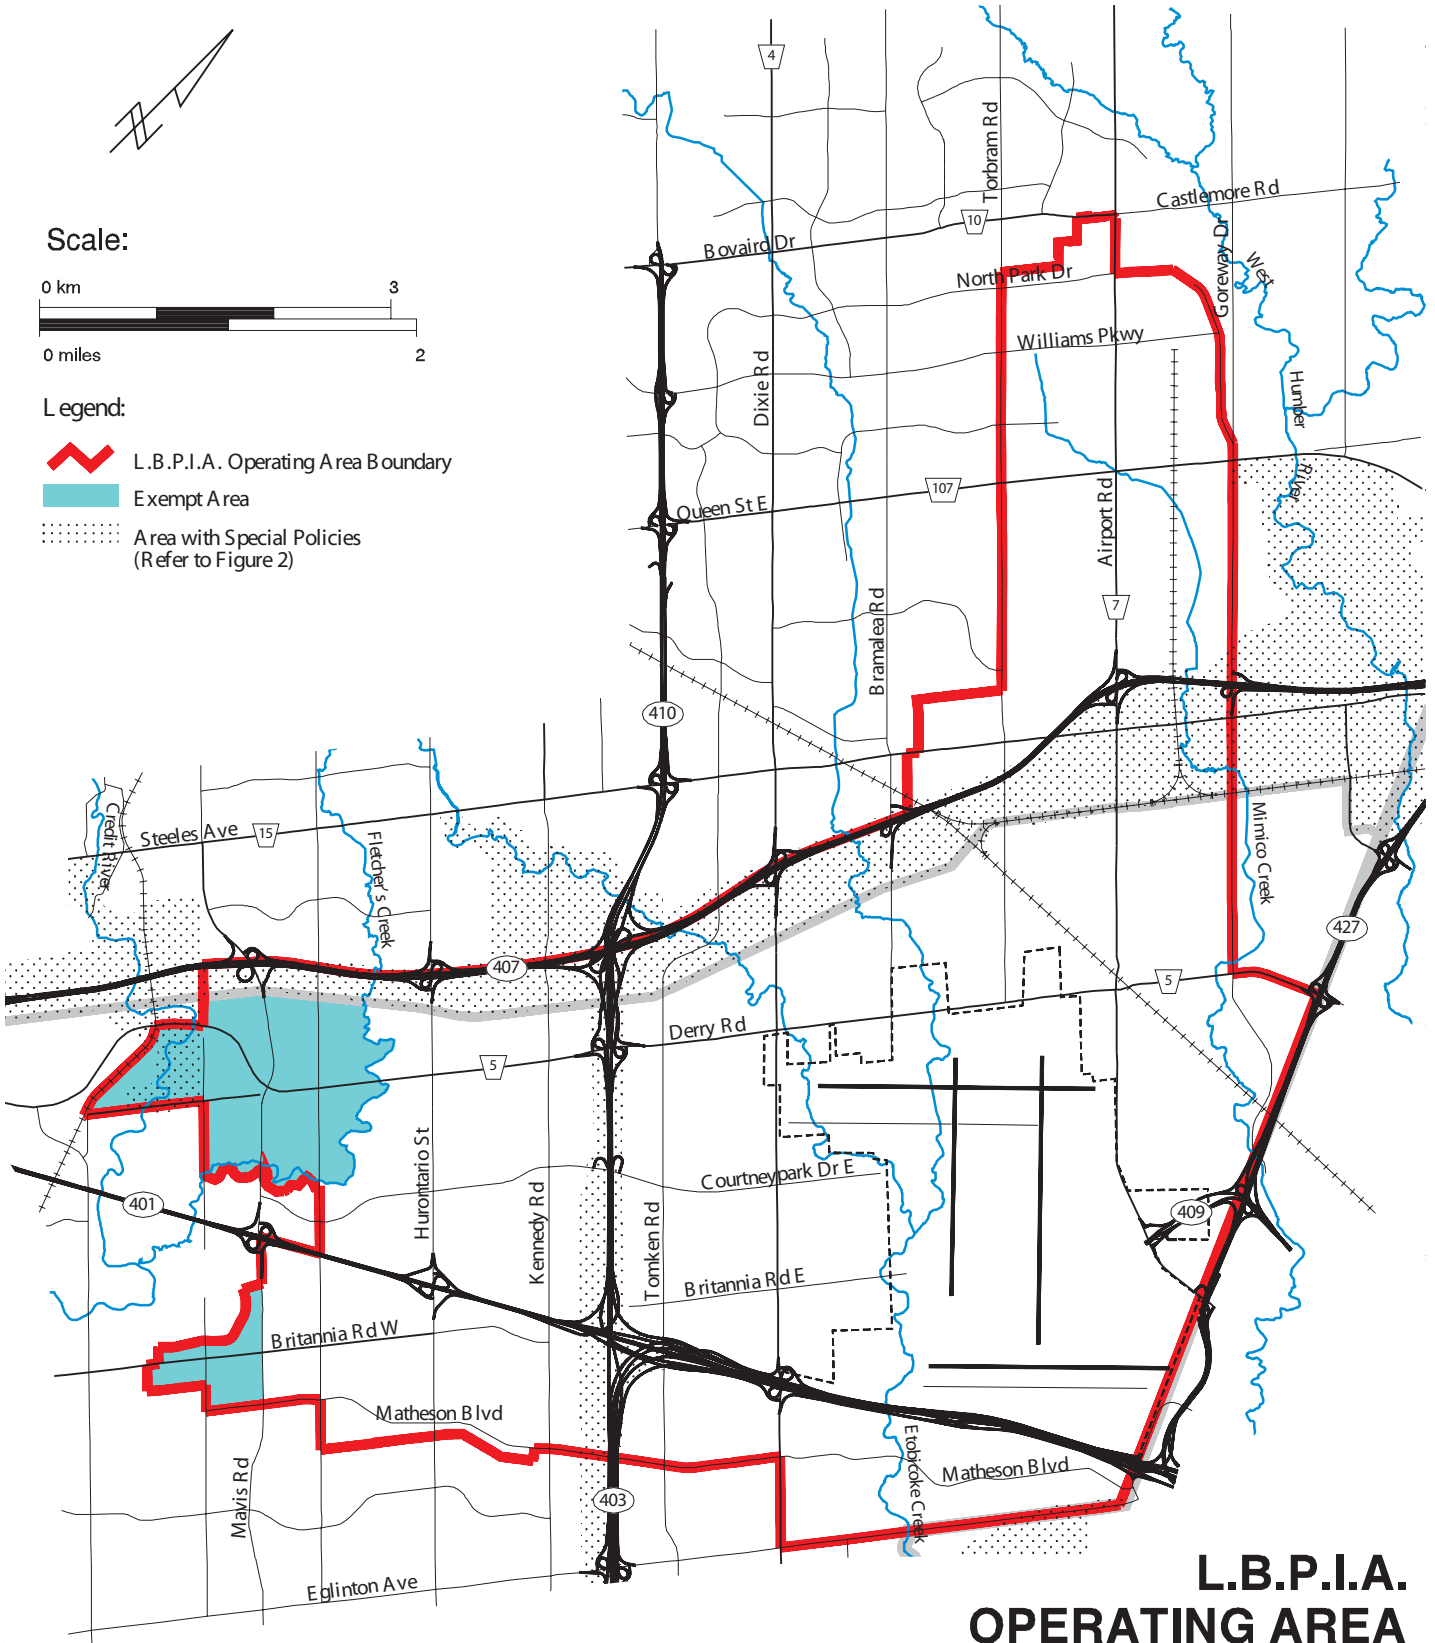 Scale:
0 km 3
0 miles 2
Legend:
L.B.P.I.A. Operating Area Boundary
Exempt Area
Area with Special Policies
(Refer to Figure 2)
4
Torbram Rd
Castlemore Rd
10
Bovaird Dr
Goreway Dr
West
North Park Dr
Williams Pkwy
Dixie Rd
Humber
River
107
Queen St E
Airport Rd
7
Bramalea Rd
410
Steeles Ave
15
Credit River
Fletcher's Creek
Mimico Creek
427
407
5
Derry Rd
5
Hurontario St
Courtneypark Dr E
Kennedy Rd
Tomken Rd
401
409
Britannia Rd E
Britannia Rd W
Matheson Blvd
Etobicoke Creek
Matheson Blvd
Mavis Rd
403
Eglinton Ave
L.B.P.I.A.
OPERATING AREA